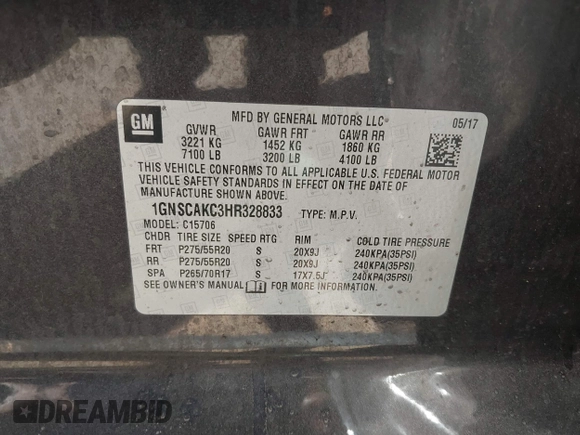 GM
MFD BY GENERAL MOTORS LLC
05/17
GVWR GAWR FRT GAWR RR
3221 KG 1452 KG 1860 KG
7100 LB 3200 LB 4100 LB
THIS VEHICLE CONFORMS TO ALL APPLICABLE U.S. FEDERAL MOTOR
VEHICLE SAFETY STANDARDS IN EFFECT ON THE DATE OF
MANUFACTURE SHOWN ABOVE.
1GNSCAKC3HR328833 TYPE: M.P.V.
MODEL: C15706
CHDR TIRE SIZE SPEED RTG RIM COLD TIRE PRESSURE
FRT P275/55R20 S 20X9J 240KPA(35PSI)
RR P275/55R20 S 20X9J 240KPA(35PSI)
SPA P265/70R17 S 17X7.5J 240KPA(35PSI)
SEE OWNER'S MANUAL FOR MORE INFORMATION.
DREAMBID